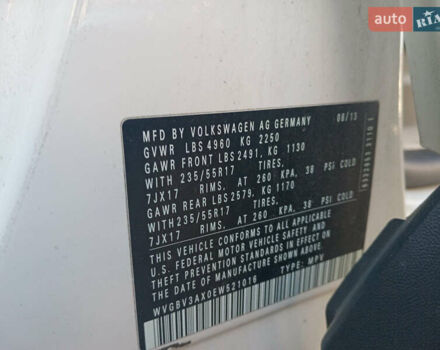 auto RIA
MFD BY VOLKSWAGEN AG GERMANY 08/13
GVWR LBS 4960 KG 2250
GAWR FRONT LBS 2491, KG 1130
WITH 235/55R17 TIRES,
7JX17 RIMS, AT 260 KPA, 38 PSI COLD
GAWR REAR LBS 2579, KG 1170
WITH 235/55R17 TIRES,
7JX17 RIMS, AT 260 KPA, 38 PSI COLD
THIS VEHICLE CONFORMS TO ALL APPLICABLE
U.S. FEDERAL MOTOR VEHICLE SAFETY AND
THEFT PREVENTION STANDARDS IN EFFECT ON
THE DATE OF MANUFACTURE SHOWN ABOVE.
WVGBV3AX0EW521016 TYPE: MPV